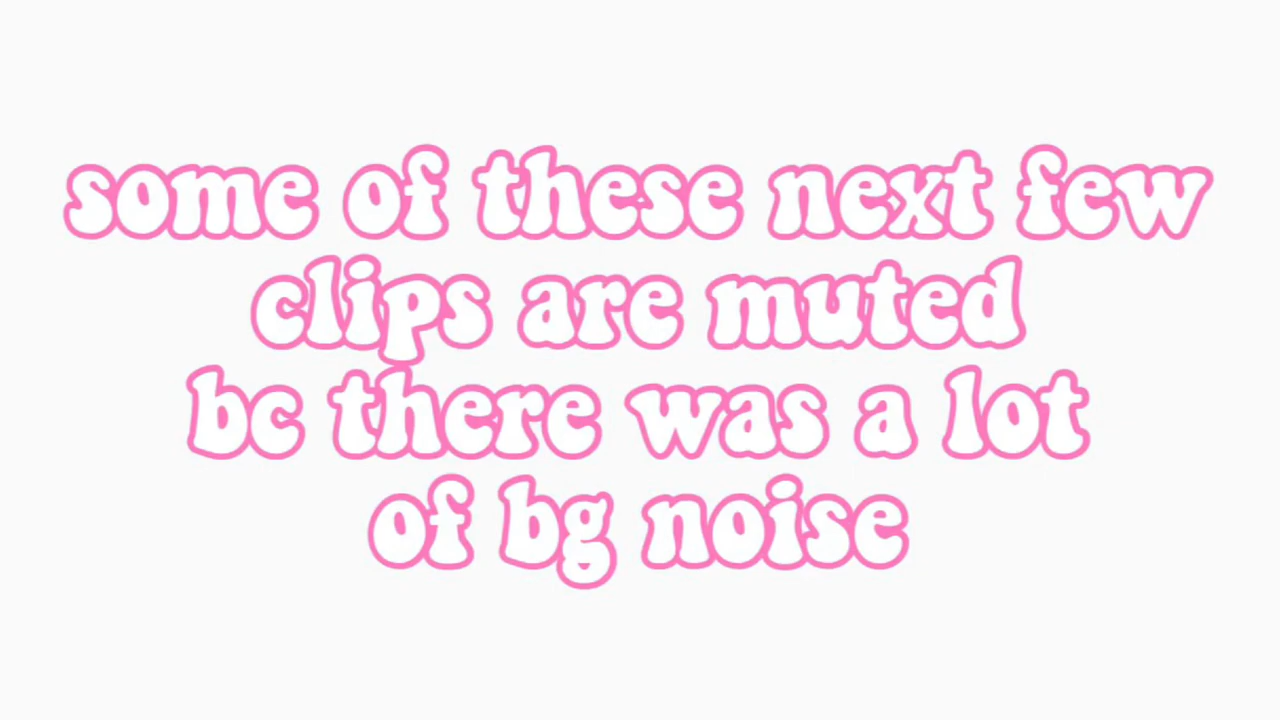 some of these next few
clips are muted
bc there was a lot
of bg noise